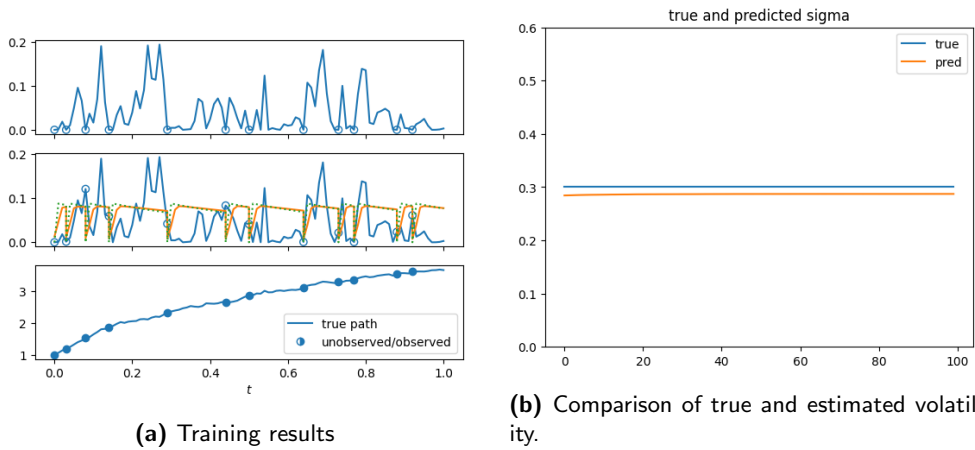 0.2
0.1
0.0
0.2
0.1
0.0
3
2
1
true path
unobserved/observed
0.0 0.2 0.4 0.6 0.8 1.0
t
(a) Training results
true and predicted sigma
0.6
0.5
0.4
0.3
0.2
0.1
0.0
true
pred
0 20 40 60 80 100
(b) Comparison of true and estimated volatil
ity.